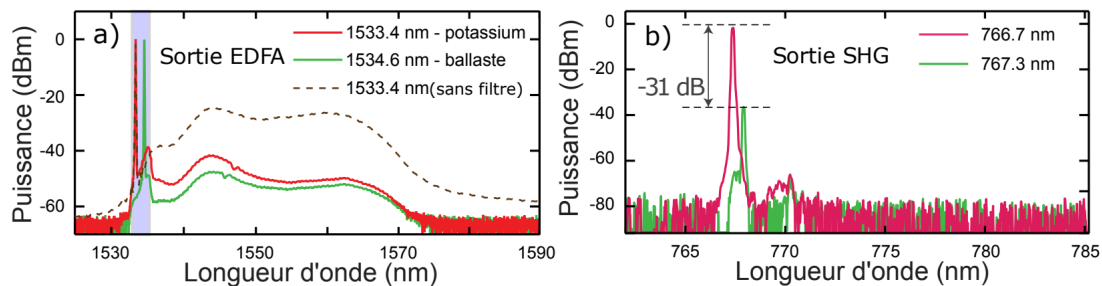 a)
Sortie EDFA
1533.4 nm - potassium
1534.6 nm - ballaste
1533.4 nm (sans filtre)
Puissance (dBm)
0
-20
-40
-60
1530
1550
1570
1590
Longueur d'onde (nm)
b)
Sortie SHG
766.7 nm
767.3 nm
-31 dB
Puissance (dBm)
0
-20
-40
-60
-80
765
770
775
780
785
Longueur d'onde (nm)